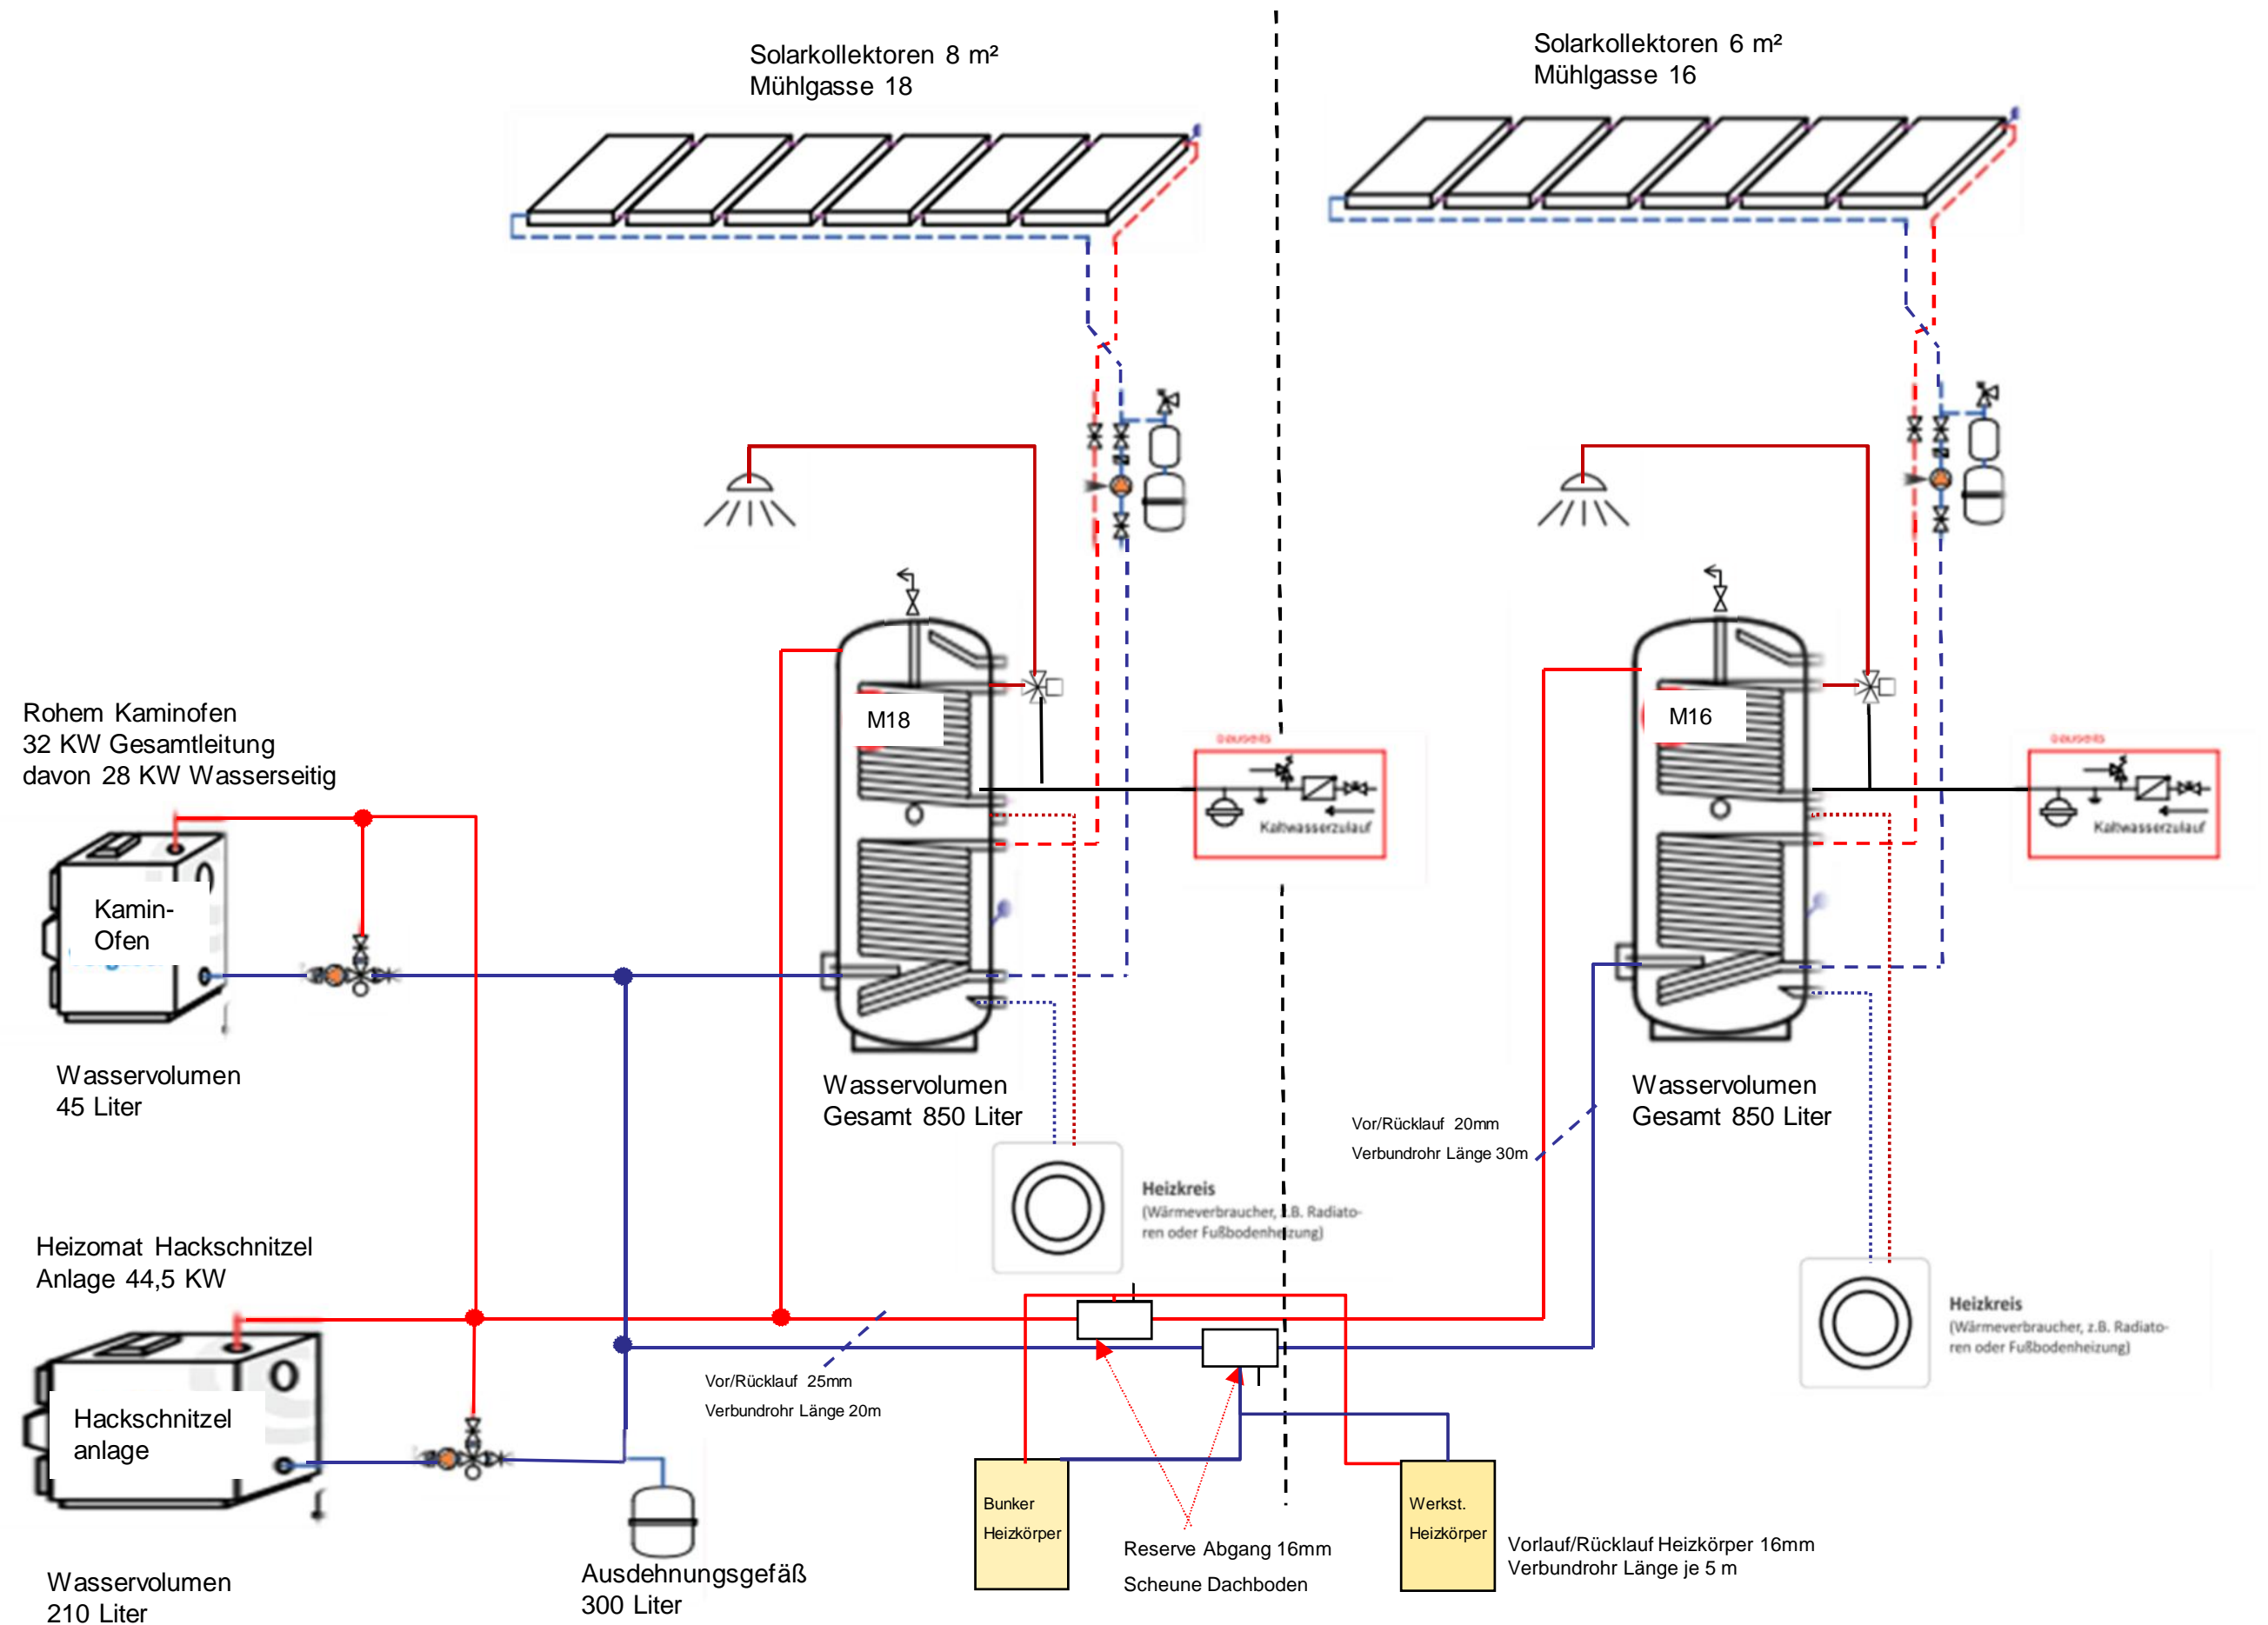 Solarkollektoren 8 m²
Mühlgasse 18
Solarkollektoren 6 m²
Mühlgasse 16
Rohem Kaminofen
32 KW Gesamtleitung
davon 28 KW Wasserseitig
M18
M16
bauseits
Kaltwasserzulauf
bauseits
Kaltwasserzulauf
Kamin-
Ofen
Wasservolumen
45 Liter
Wasservolumen
Gesamt 850 Liter
Vor/Rücklauf 20mm
Verbundrohr Länge 30m
Wasservolumen
Gesamt 850 Liter
Heizkreis
(Wärmeverbraucher, z.B. Radiato-
ren oder Fußbodenheizung)
Heizkreis
(Wärmeverbraucher, z.B. Radiato-
ren oder Fußbodenheizung)
Heizomat Hackschnitzel
Anlage 44,5 KW
Hackschnitzel
anlage
Vor/Rücklauf 25mm
Verbundrohr Länge 20m
Bunker
Heizkörper
Werkst.
Heizkörper
Reserve Abgang 16mm
Scheune Dachboden
Vorlauf/Rücklauf Heizkörper 16mm
Verbundrohr Länge je 5 m
Ausdehnungsgefäß
300 Liter
Wasservolumen
210 Liter